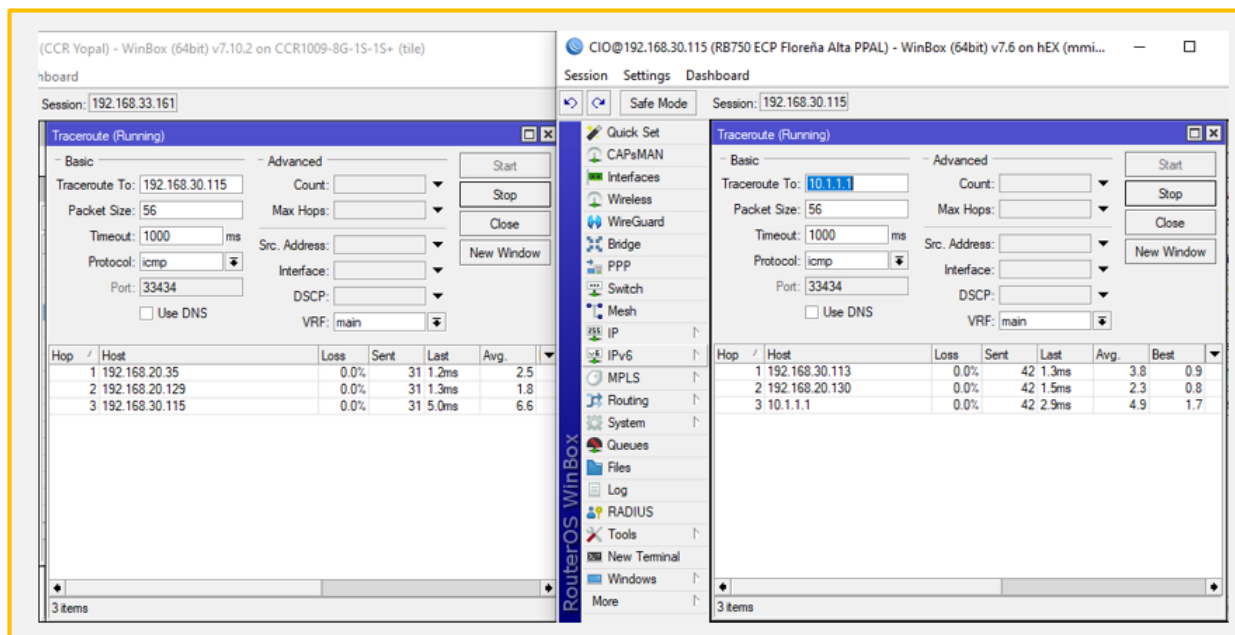 (CCR Yopal) - WinBox (64bit) v7.10.2 on CCR1009-8G-1S-1S+ (tile)
hboard
Session: 192.168.33.161
Traceroute (Running)
Basic
Advanced
Traceroute To: 192.168.30.115
Packet Size: 56
Timeout: 1000 ms
Protocol: icmp
Port: 33434
Use DNS
Count:
Max Hops:
Src. Address:
Interface:
DSCP:
VRF: main
Start
Stop
Close
New Window
Hop / Host Loss Sent Last Avg.
1 192.168.20.35 0.0% 31 1.2ms 2.5
2 192.168.20.129 0.0% 31 1.3ms 1.8
3 192.168.30.115 0.0% 31 5.0ms 6.6
3 items
CIO@192.168.30.115 (RB750 ECP Floreña Alta PPAL) - WinBox (64bit) v7.6 on hEX (mmi...
Session Settings Dashboard
Safe Mode Session: 192.168.30.115
Quick Set
CAPsMAN
Interfaces
Wireless
WireGuard
Bridge
PPP
Switch
Mesh
IP
IPv6
MPLS
Routing
System
Queues
Files
Log
RADIUS
Tools
New Terminal
Windows
More
RouterOS WinBox
Traceroute (Running)
Basic
Advanced
Traceroute To: 10.1.1.1
Packet Size: 56
Timeout: 1000 ms
Protocol: icmp
Port: 33434
Use DNS
Count:
Max Hops:
Src. Address:
Interface:
DSCP:
VRF: main
Start
Stop
Close
New Window
Hop / Host Loss Sent Last Avg. Best
1 192.168.30.113 0.0% 42 1.3ms 3.8 0.9
2 192.168.20.130 0.0% 42 1.5ms 2.3 0.8
3 10.1.1.1 0.0% 42 2.9ms 4.9 1.7
3 items